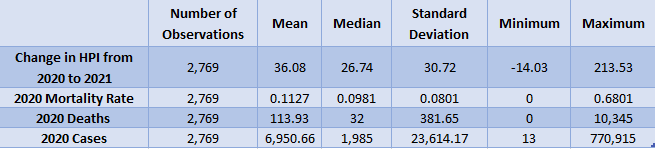 Number of Observations Mean Median Standard Deviation Minimum Maximum
Change in HPI from 2020 to 2021 2,769 36.08 26.74 30.72 -14.03 213.53
2020 Mortality Rate 2,769 0.1127 0.0981 0.0801 0 0.6801
2020 Deaths 2,769 113.93 32 381.65 0 10,345
2020 Cases 2,769 6,950.66 1,985 23,614.17 13 770,915